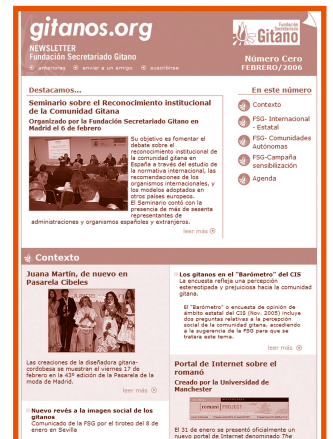 gitanos.org
NEWSLETTER
Fundación Secretariado Gitano
anteriores enviar a un amigo suscribirse
Fundación
Secretariado
Gitano
Número Cero
FEBRERO/2006
Destacamos...
Seminario sobre el Reconocimiento institucional
de la Comunidad Gitana
Organizado por la Fundación Secretariado Gitano en
Madrid el 6 de febrero
Su objetivo es fomentar el
debate sobre el
reconocimiento institucional de
la comunidad gitana en
España a través del estudio de
la normativa internacional, las
recomendaciones de los
organismos internacionales, y
los modelos adoptados en
otros países europeos.
El Seminario contó con la
presencia de más de sesenta
representantes de
administraciones y organismos españoles y extranjeros.
leer más
En este número
Contexto
FSG- Internacional
- Estatal
FSG- Comunidades
Autónomas
FSG-Campaña
sensibilización
Agenda
Contexto
Juana Martín, de nuevo en
Pasarela Cibeles
Las creaciones de la diseñadora gitana-
cordobesa se muestran el viernes 17 de
febrero en la 43ª edición de la Pasarela de la
moda de Madrid.
leer más
Nuevo revés a la imagen social de los
gitanos
Comunicado de la FSG por el tiroteo del 8 de
enero en Sevilla
Los gitanos en el "Barómetro" del CIS
La encuesta refleja una percepción
estereotipada y prejuiciosa hacia la comunidad
gitana.
El "Barómetro" o encuesta de opinión de
ámbito estatal del CIS (Nov. 2005) incluye
dos preguntas relativas a la percepción
social de la comunidad gitana, accediendo
a la sugerencia de la FSG para que se
tratara este tema.
leer más
Portal de Internet sobre el
romanó
Creado por la Universidad de
Manchester
romani PROJECT
El 31 de enero se presentó oficialmente un
nuevo portal de Internet denominado The